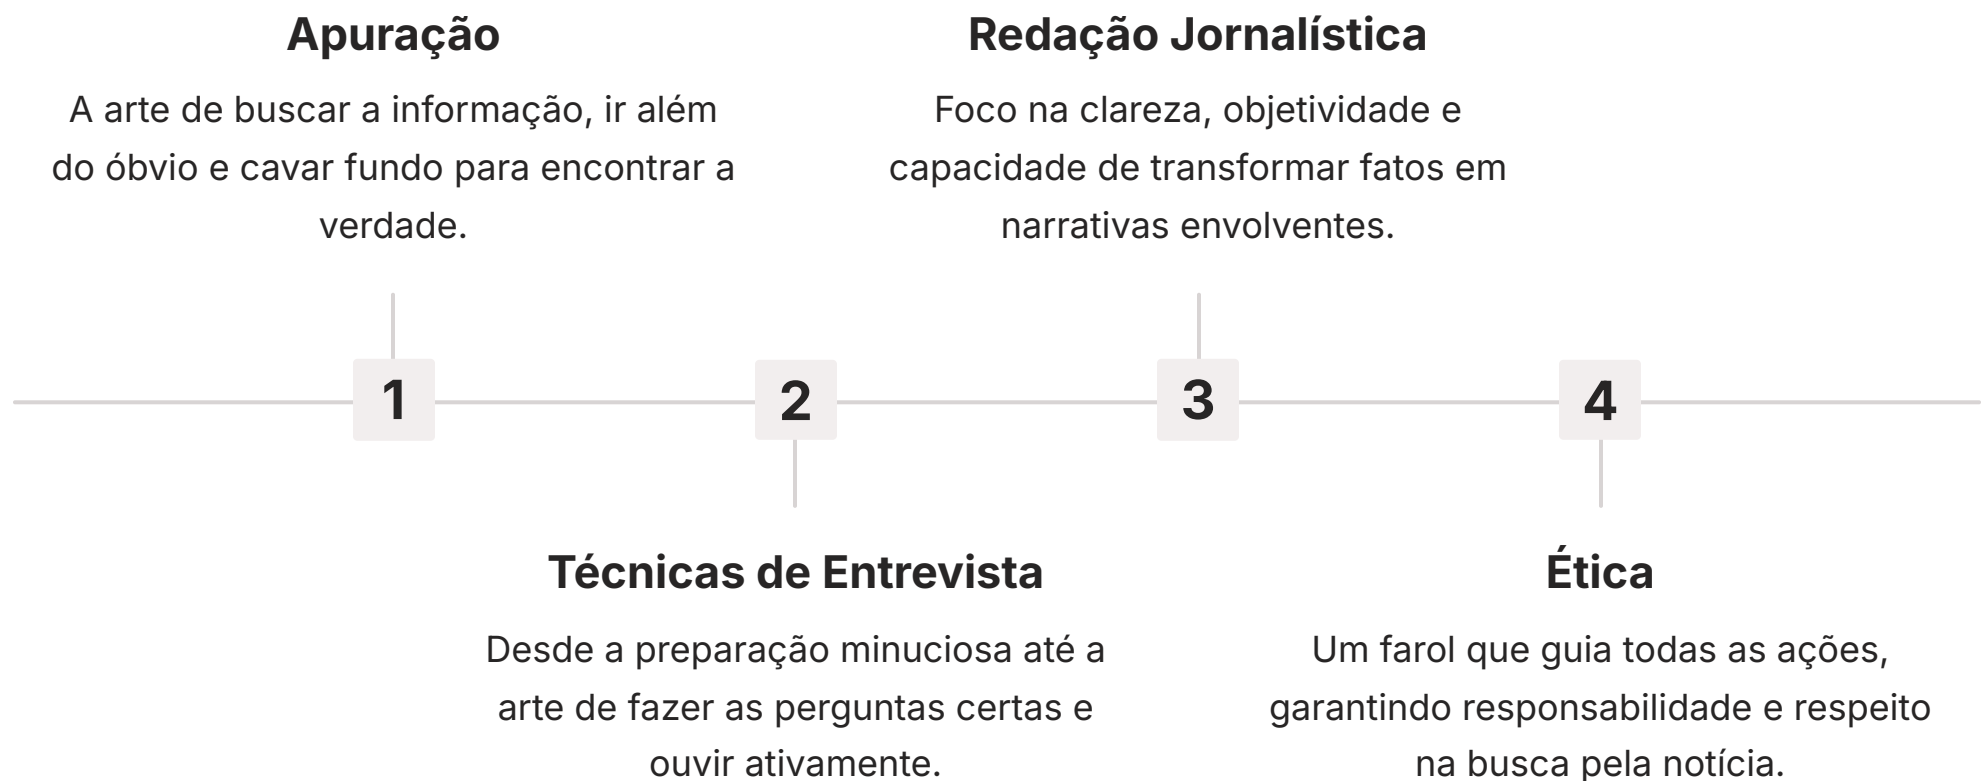 Apuração
A arte de buscar a informação, ir além
do óbvio e cavar fundo para encontrar a
verdade.
1
2
Técnicas de Entrevista
Desde a preparação minuciosa até a
arte de fazer as perguntas certas e
ouvir ativamente.
Redação Jornalística
Foco na clareza, objetividade e
capacidade de transformar fatos em
narrativas envolventes.
3
4
Ética
Um farol que guia todas as ações,
garantindo responsabilidade e respeito
na busca pela notícia.